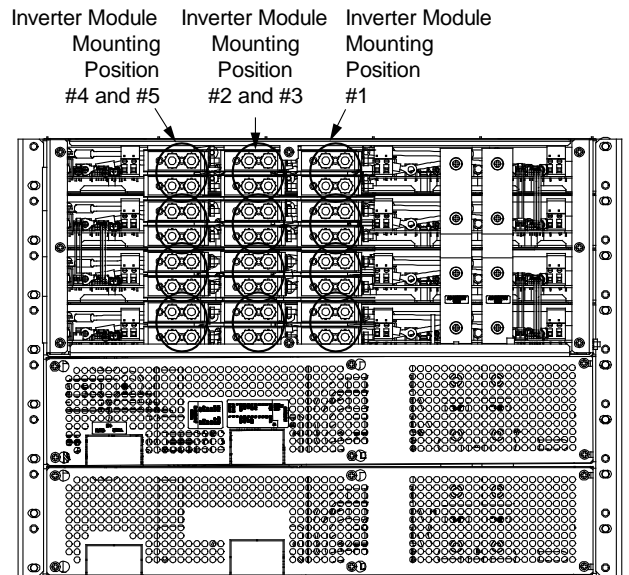 Inverter Module
Mounting
Position
#4 and #5
Inverter Module
Mounting
Position
#2 and #3
Inverter Module
Mounting
Position
#1